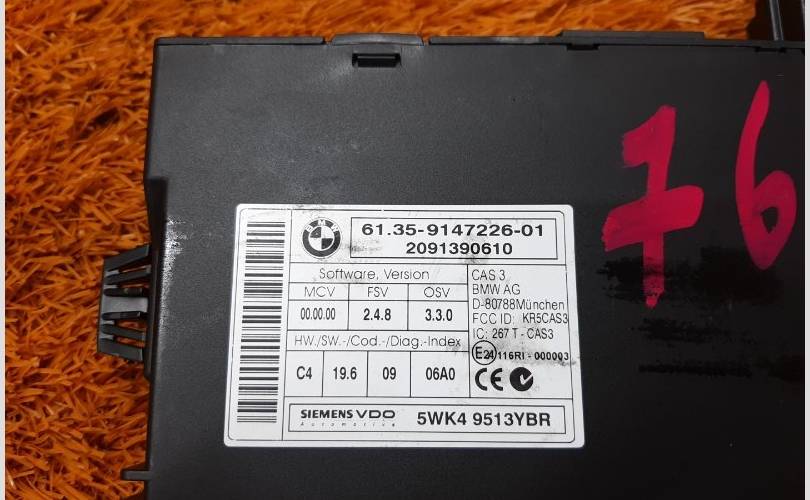 76
BMW
61.35-9147226-01
2091390610
Software, Version
MCV FSV OSV
00.00.00 2.4.8 3.3.0
HW./SW.-/Cod./Diag.-Index
C4 19.6 09 06A0
CAS 3
BMW AG
D-80788München
FCC ID: KR5CAS3
IC: 267 T - CAS3
E24 116RI - 000003
CE
SIEMENS VDO
Automotive
5WK4 9513YBR